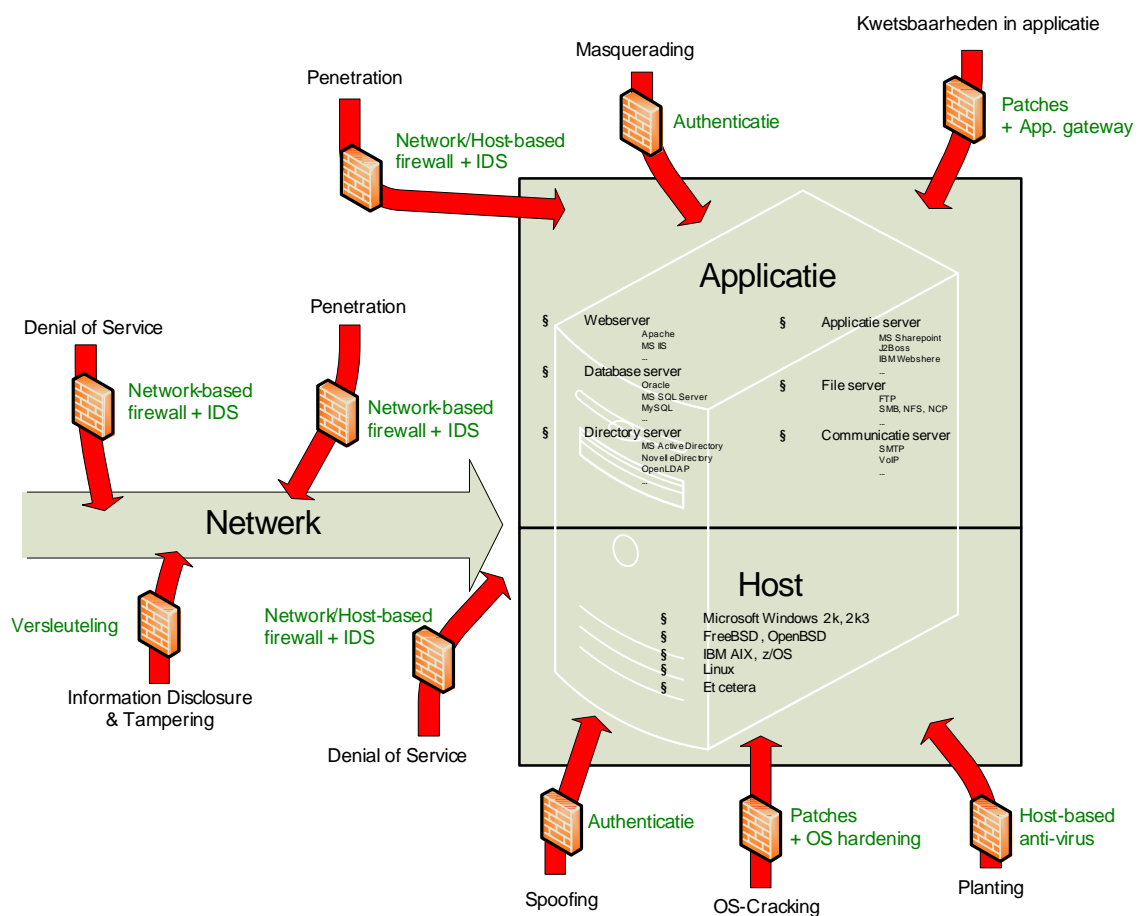 Kwetsbaarheden in applicatie
Masquerading
Penetration
Authenticatie
Patches
+ App. gateway
Network/Host-based
firewall + IDS
Applicatie
§ Webserver
Apache
MS IIS
...
§ Database server
Oracle
MS SQL Server
MySQL
...
§ Directory server
MS Active Directory
Novell eDirectory
OpenLDAP
...
§ Applicatie server
MS Sharepoint
J2Boss
IBM Webshere
...
§ File server
FTP
SMB, NFS, NCP
§ Communicatie server
SMTP
VoIP
...
Denial of Service
Penetration
Network-based
firewall + IDS
Network-based
firewall + IDS
Netwerk
Versleuteling
Information Disclosure
& Tampering
Network/Host-based
firewall + IDS
Denial of Service
Host
§ Microsoft Windows 2k, 2k3
§ FreeBSD, OpenBSD
§ IBM AIX, z/OS
§ Linux
§ Et cetera
Authenticatie
Patches
+ OS hardening
Host-based
anti-virus
Spoofing
OS-Cracking
Planting